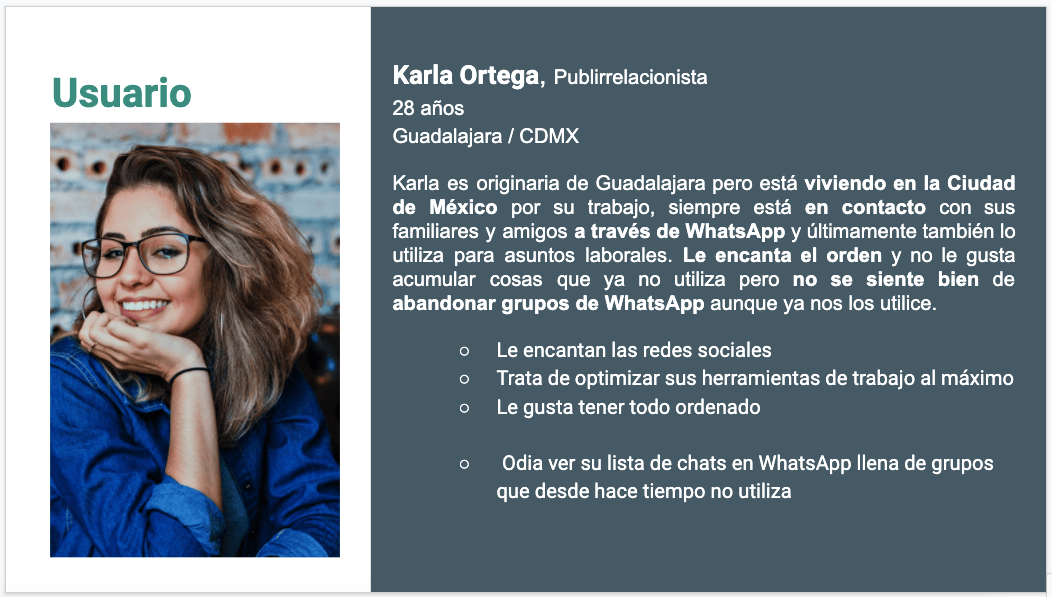 Usuario
Karla Ortega, Publirrelacionista
28 años
Guadalajara / CDMX
Karla es originaria de Guadalajara pero está viviendo en la Ciudad
de México por su trabajo, siempre está en contacto con sus
familiares y amigos a través de WhatsApp y últimamente también lo
utiliza para asuntos laborales. Le encanta el orden y no le gusta
acumular cosas que ya no utiliza pero no se siente bien de
abandonar grupos de WhatsApp aunque ya nos los utilice.
○ Le encantan las redes sociales
○ Trata de optimizar sus herramientas de trabajo al máximo
○ Le gusta tener todo ordenado
○ Odia ver su lista de chats en WhatsApp llena de grupos
que desde hace tiempo no utiliza